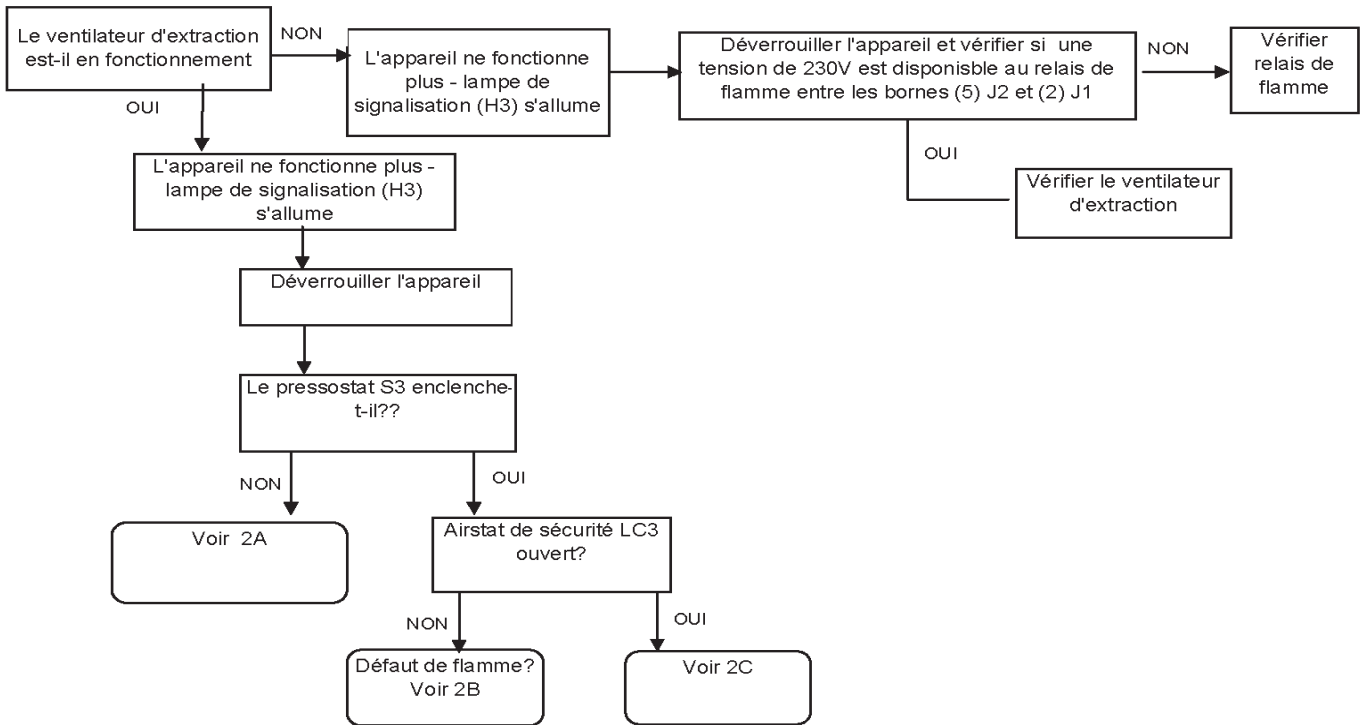 Le ventilateur d'extraction
est-il en fonctionnement
NON
L'appareil ne fonctionne
plus - lampe de
signalisation (H3) s'allume
Déverrouiller l'appareil et vérifier si une
tension de 230V est disponisble au relais de
flamme entre les bornes (5) J2 et (2) J1
NON
Vérifier
relais de
flamme
OUI
OUI
L'appareil ne fonctionne plus -
lampe de signalisation (H3)
s'allume
Vérifier le ventilateur
d'extraction
Déverrouiller l'appareil
Le pressostat S3 enclenche-
t-il??
NON
OUI
Voir 2A
Airstat de sécurité LC3
ouvert?
NON
OUI
Défaut de flamme?
Voir 2B
Voir 2C